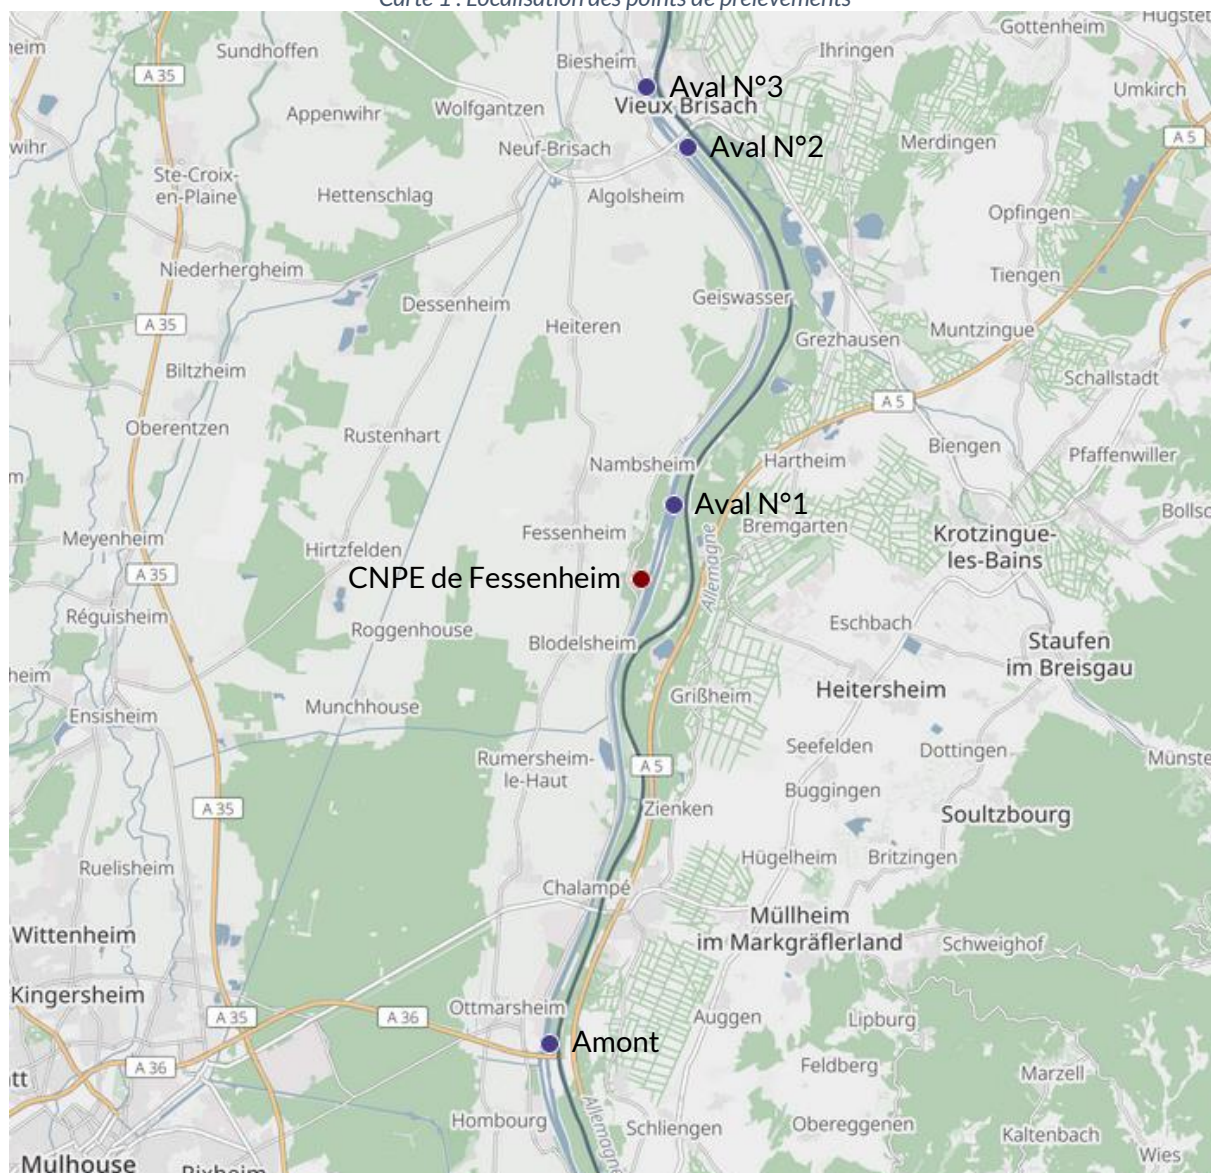 Carte 1 : Localisation des points de prélèvements
Gottenheim
Sundhoffen
Ihringen
Biesheim
A 35
Aval N°3
Umkirch
Wolfgantzen
Vieux Brisach
Appenwihr
wihr
Neuf-Brisach
Aval N°2
Merdingen
A 5
Ste-Croix-
en-Plaine
Hettenschlag
Algolsheim
Opfingen
Niederhergheim
Tiengen
Dessenheim
Geiswasser
A 35
Heiteren
Muntzingue
Grezhausen
Biltzheim
Schallstadt
A 5
Oberentzen
Rustenhart
Biengen
Pfaffenwiller
Nambsheim
Hartheim
Aval N°1
Fessenheim
Bremgarten
Meyenheim
Krotzingue-
les-Bains
Hirtzfelden
A 35
CNPE de Fessenheim
Allemagne
Réguisheim
Roggenhouse
Blodelsheim
Eschbach
Staufen
im Breisgau
heim
Grißheim
Heitersheim
Ensisheim
Munchhouse
Seefelden
Dottingen
Rumersheim-
le-Haut
A 5
Buggingen
A 35
Zienken
Soultzbourg
Ruelisheim
Hügelheim
Britzingen
Chalampé
Müllheim
im Markgräflerland
Wittenheim
Schweighof
Kingersheim
Ottmarsheim
A 35
A 36
Auggen
Lipburg
Amont
A 36
Feldberg
Marzell
Hombourg
Allemagne
Schliengen
Obereggenen
Kaltenbach
Wies
Mulhouse
Rixheim